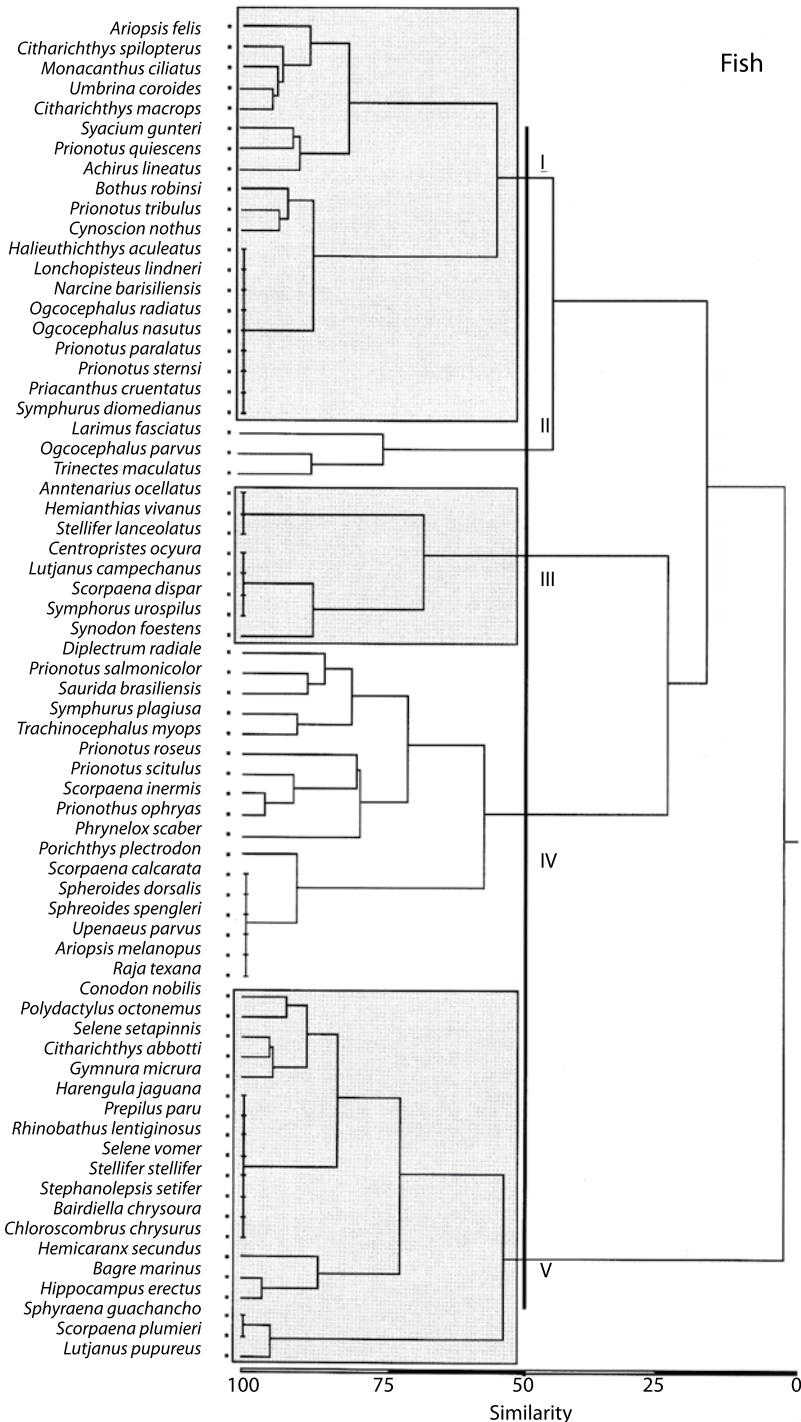 Fish
Ariopsis felis
Citharichthys spilopterus
Monacanthus ciliatus
Umbrina coroides
Citharichthys macrops
Syacium gunteri
Prionotus quiescens
Achirus lineatus
Bothus robinsi
Prionotus tribulus
Cynoscion nothus
Halieuthichthys aculeatus
Lonchopisteus lindneri
Narcine barisiliensis
Ogcocephalus radiatus
Ogcocephalus nasutus
Prionotus paralatus
Prionotus sternsi
Priacanthus cruentatus
Symphurus diomedianus
Larimus fasciatus
Ogcocephalus parvus
Trinectes maculatus
Anntenarius ocellatus
Hemianthias vivanus
Stellifer lanceolatus
Centropristes ocyura
Lutjanus campechanus
Scorpaena dispar
Symphorus urospilus
Synodon foestens
Diplectrum radiale
Prionotus salmonicolor
Saurida brasiliensis
Symphurus plagiusa
Trachinocephalus myops
Prionotus roseus
Prionotus scitulus
Scorpaena inermis
Prionothus ophryas
Phrynelox scaber
Porichthys plectrodon
Scorpaena calcarata
Spheroides dorsalis
Sphreoides spengleri
Upenaeus parvus
Ariopsis melanopus
Raja texana
Conodon nobilis
Polydactylus octonemus
Selene setapinnis
Citharichthys abbotti
Gymnura micrura
Harengula jaguana
Prepilus paru
Rhinobathus lentiginosus
Selene vomer
Stellifer stellifer
Stephanolepsis setifer
Bairdiella chrysoura
Chloroscombrus chrysurus
Hemicaranx secundus
Bagre marinus
Hippocampus erectus
Sphyraena guachancho
Scorpaena plumieri
Lutjanus pupureus
I
II
III
IV
V
100 75 50 25 0
Similarity